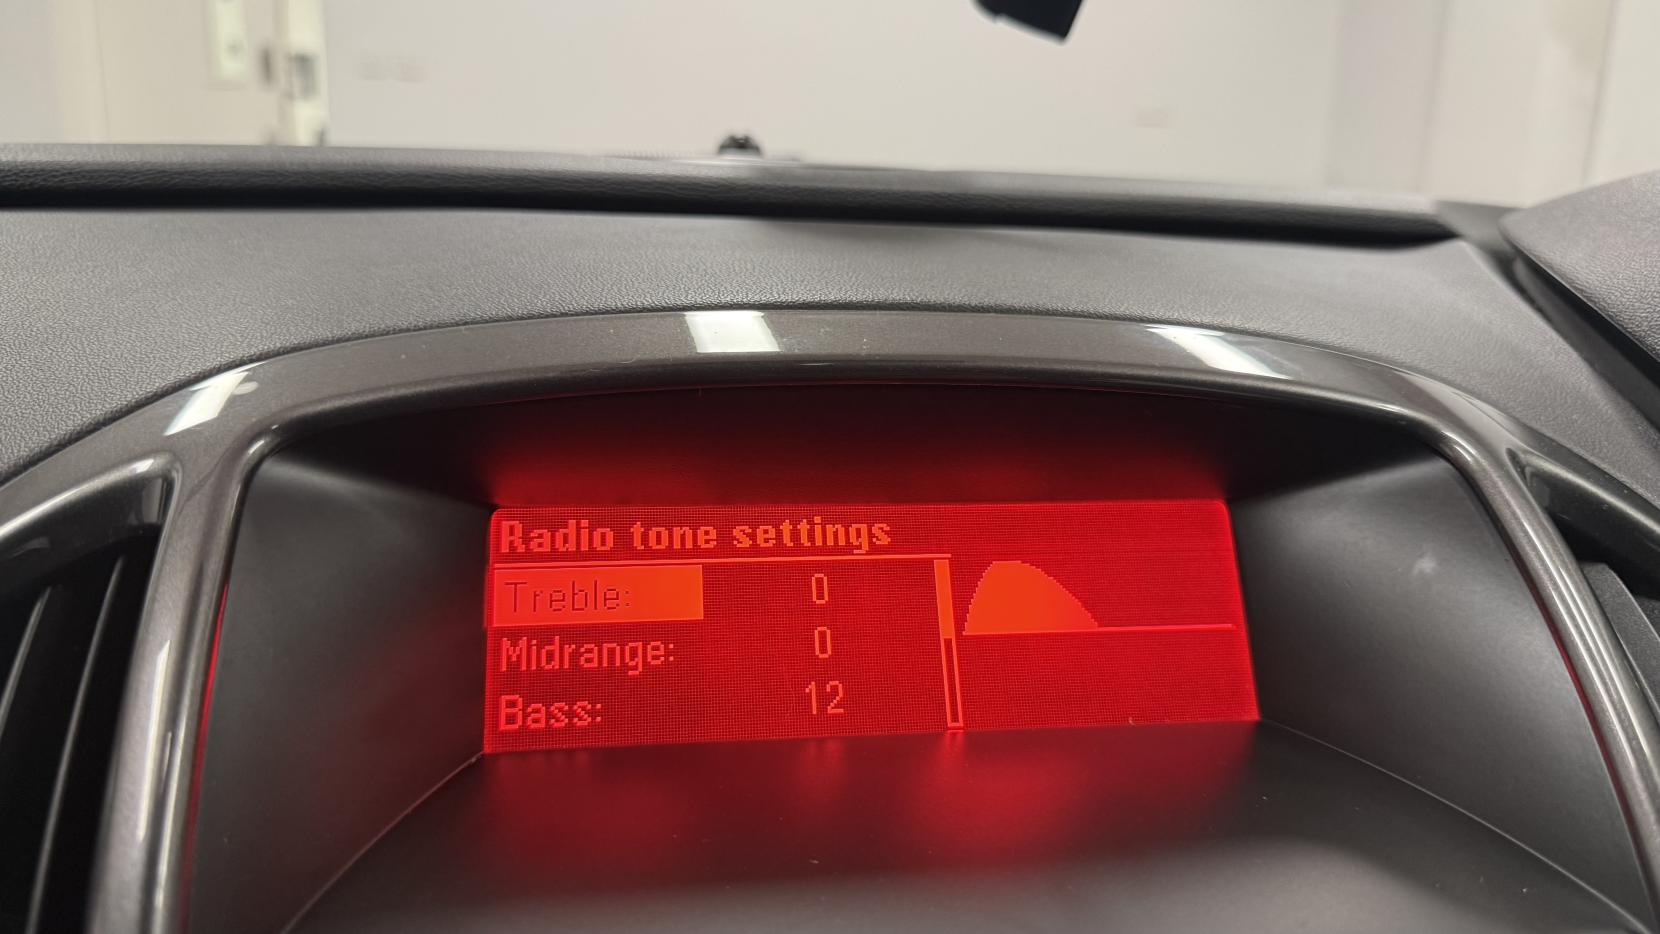 Radio tone settings
Treble: 0
Midrange: 0
Bass: 12